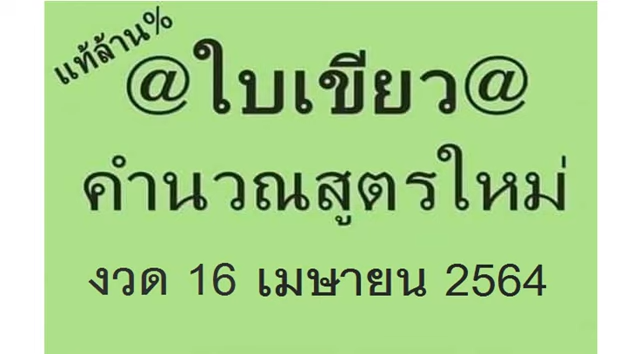 แท้ล้าน%
@ใบเขียว@
คำนวณสูตรใหม่
งวด 16 เมษายน 2564